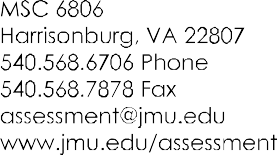 MSC 6806
Harrisonburg, VA 22807
540.568.6706 Phone
540.568.7878 Fax
assessment@jmu.edu
www.jmu.edu/assessment